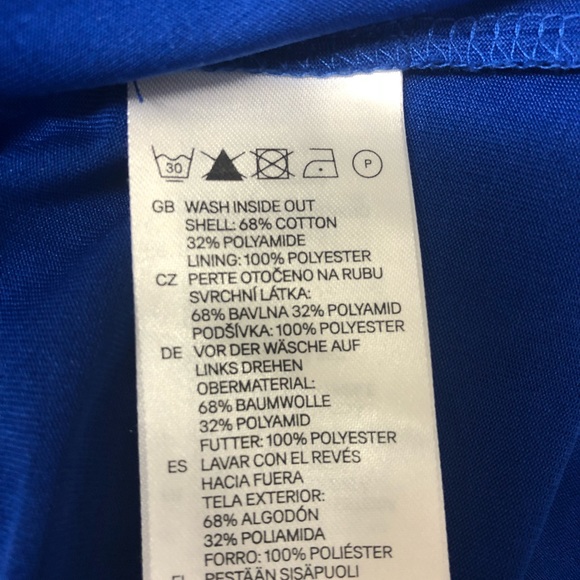 30 P
GB WASH INSIDE OUT
SHELL: 68% COTTON
32% POLYAMIDE
LINING: 100% POLYESTER
CZ PERTE OTOČENO NA RUBU
SVRCHNÍ LÁTKA:
68% BAVLNA 32% POLYAMID
PODŠÍVKA: 100% POLYESTER
DE VOR DER WÄSCHE AUF
LINKS DREHEN
OBERMATERIAL:
68% BAUMWOLLE
32% POLYAMID
FUTTER: 100% POLYESTER
ES LAVAR CON EL REVÉS
HACIA FUERA
TELA EXTERIOR:
68% ALGODÓN
32% POLIAMIDA
FORRO: 100% POLIÉSTER
FI PESTÄÄN SISÄPUOLI